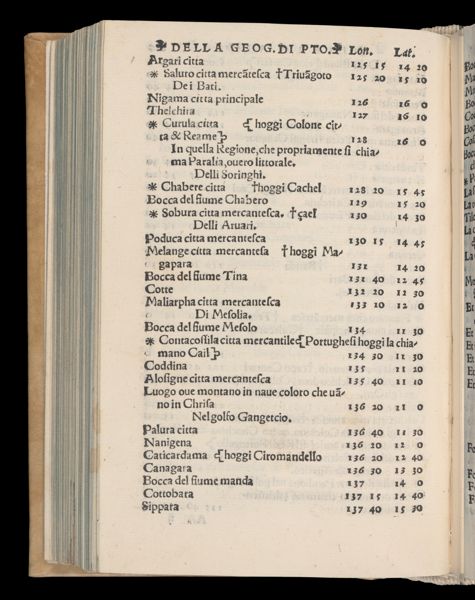 DELLA GEOG. DI PTO. Lon. Lat.
Argari citta 125 15 14 20
* Saluro citta mercãtesca †Triuãgoto 125 20 15 10
De i Bati.
Nigama citta principale 126 16 0
Thelchira 127 16 10
* Curula citta {hoggi Colone cit-
ta & Reame} 128 16 0
In quella Regione, che propriamente si chia-
ma Paralia, ouero littorale.
Delli Soringhi.
* Chabere citta †hoggi Cachel 128 20 15 45
Bocca del fiume Chabero 129 15 20
* Sobura citta mercantesca. †çael 130 14 30
Delli Aruari.
Poduca citta mercantesca 130 15 14 45
Melange citta mercantesa †hoggi Ma-
gapara 131 14 20
Bocca del fiume Tina 131 40 12 45
Cotte 132 20 12 30
Maliarpha citta mercantesca 133 10 12 0
Di Mesolia.
Bocca del fiume Mesolo 134 11 30
* Contacossila citta mercantile{Portughesi hoggi la chia-
mano Cail} 134 30 11 30
Coddina 135 11 20
Alosigne citta mercantesca 135 40 11 10
Luogo oue montano in naue coloro che uã-
no in Chrisa 136 20 11 0
Nel golfo Gangetcio.
Palura citta 136 40 11 30
Nanigena 136 20 12 0
Caticardama {hoggi Ciromandello 136 20 12 40
Canagara 136 30 13 30
Bocca del fiume manda 137 14 0
Cottobara 137 15 14 40
Sippara 137 40 15 30